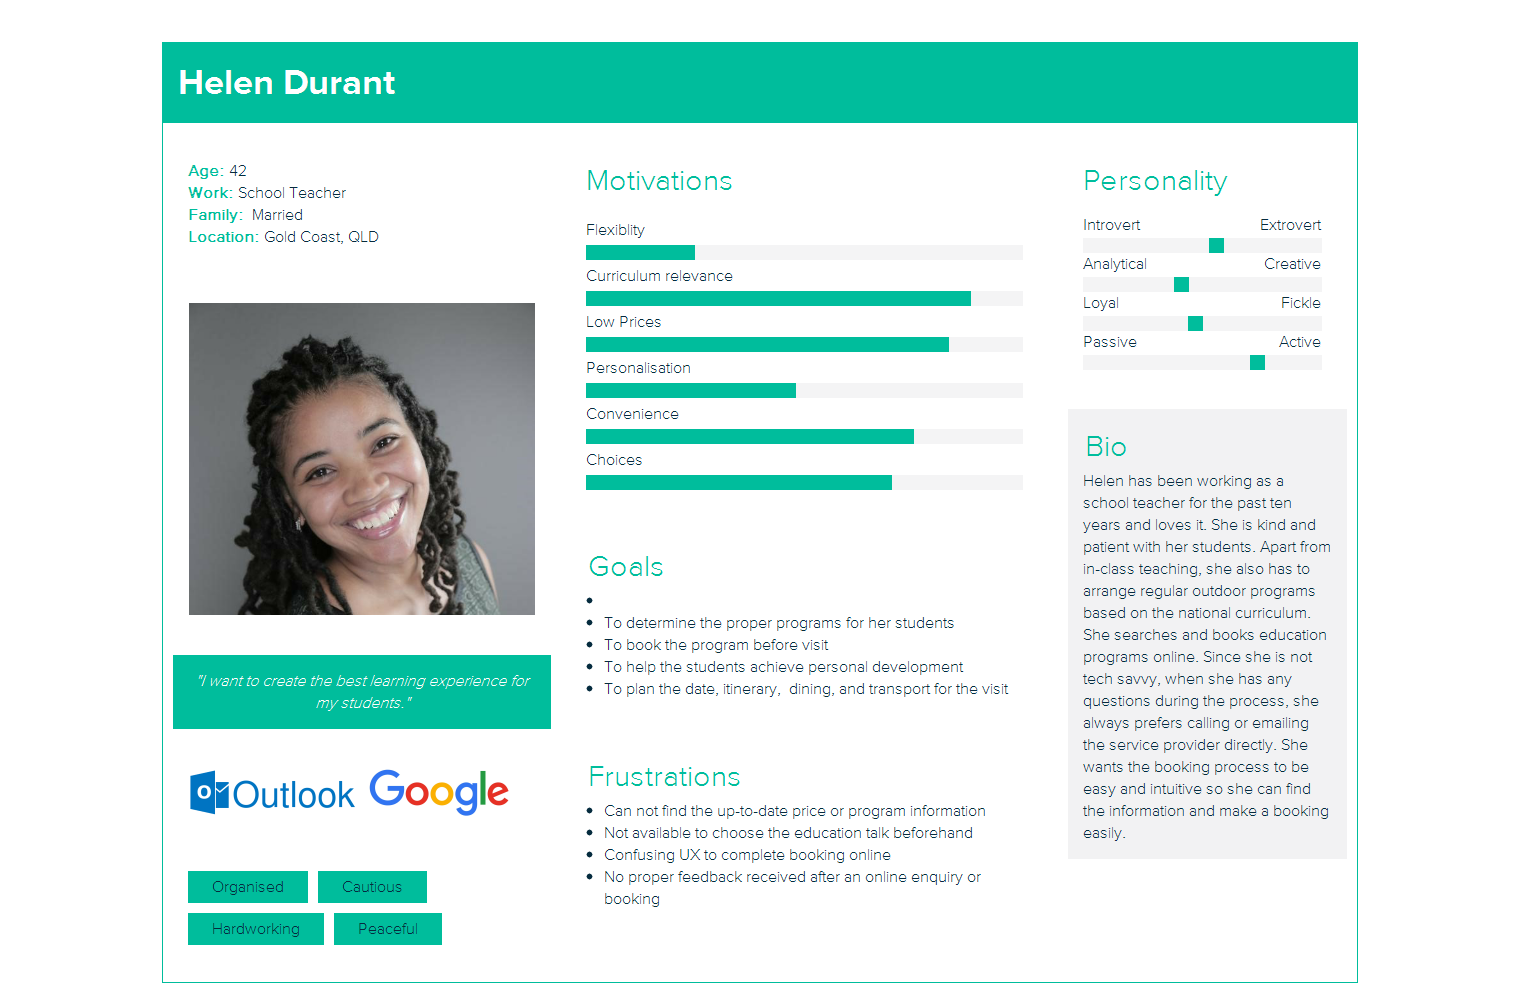 Helen Durant
Age: 42
Work: School Teacher
Family:  Married
Location: Gold Coast, QLD
"I want to create the best learning experience for
my students."
Outlook
Google
Organised
Cautious
Hardworking
Peaceful
Motivations
Flexiblity
Curriculum relevance
Low Prices
Personalisation
Convenience
Choices
Goals
•
• To determine the proper programs for her students
• To book the program before visit
• To help the students achieve personal development
• To plan the date, itinerary,  dining, and transport for the visit
Frustrations
• Can not find the up-to-date price or program information
• Not available to choose the education talk beforehand
• Confusing UX to complete booking online
• No proper feedback received after an online enquiry or
booking
Personality
Introvert Extrovert
Analytical Creative
Loyal Fickle
Passive Active
Bio
Helen has been working as a
school teacher for the past ten
years and loves it. She is kind and
patient with her students. Apart from
in-class teaching, she also has to
arrange regular outdoor programs
based on the national curriculum.
She searches and books education
programs online. Since she is not
tech savvy, when she has any
questions during the process, she
always prefers calling or emailing
the service provider directly. She
wants the booking process to be
easy and intuitive so she can find
the information and make a booking
easily.